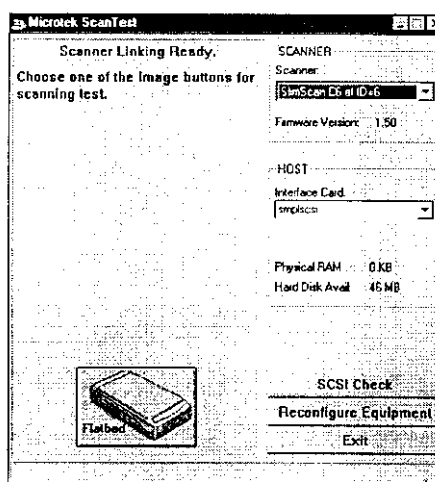 Microtek ScanTest
Scanner Linking Ready.
Choose one of the Image buttons for
scanning test.
Flatbed
SCANNER
Scanner:
SlimScan C6 at ID=6
Firmware Version: 1.50
HOST
Interface Card:
smplscsi
Physical RAM 0 KB
Hard Disk Avail 46 MB
SCSI Check
Reconfigure Equipment
Exit